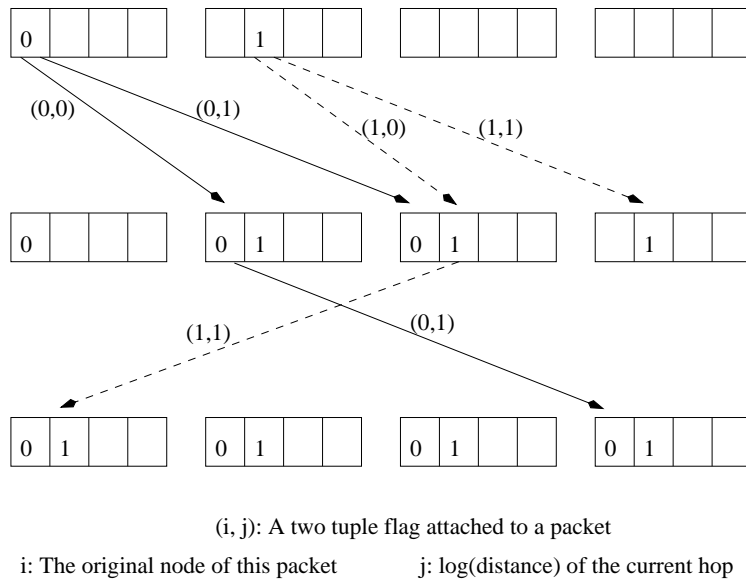 0 1
(0,0) (0,1) (1,0) (1,1)
0 0 1 0 1 1
(1,1) (0,1)
0 1 0 1 0 1 0 1
(i, j): A two tuple flag attached to a packet
i: The original node of this packet j: log(distance) of the current hop